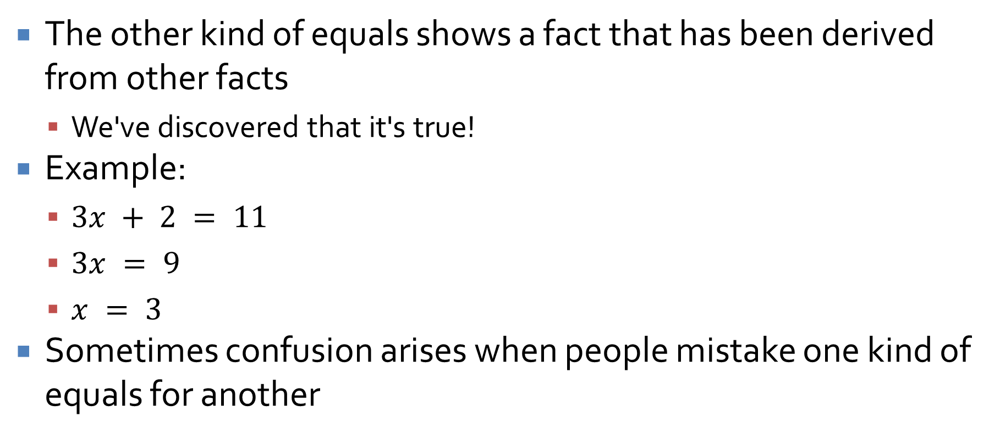 The other kind of equals shows a fact that has been derived
from other facts
We've discovered that it's true!
Example:
3x + 2 = 11
3x = 9
x = 3
Sometimes confusion arises when people mistake one kind of
equals for another